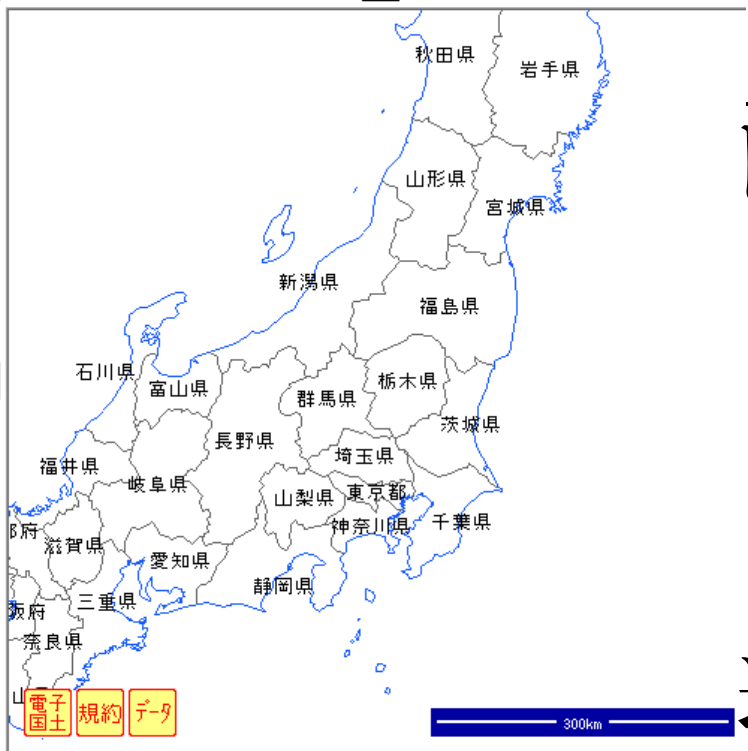 秋田県
岩手県
山形県
宮城県
新潟県
福島県
石川県
富山県
群馬県
栃木県
茨城県
長野県
埼玉県
福井県
岐阜県
山梨県
東京都
神奈川県
千葉県
都府
滋賀県
愛知県
静岡県
三重県
阪府
奈良県
山
電子
国土
規約
データ
300km